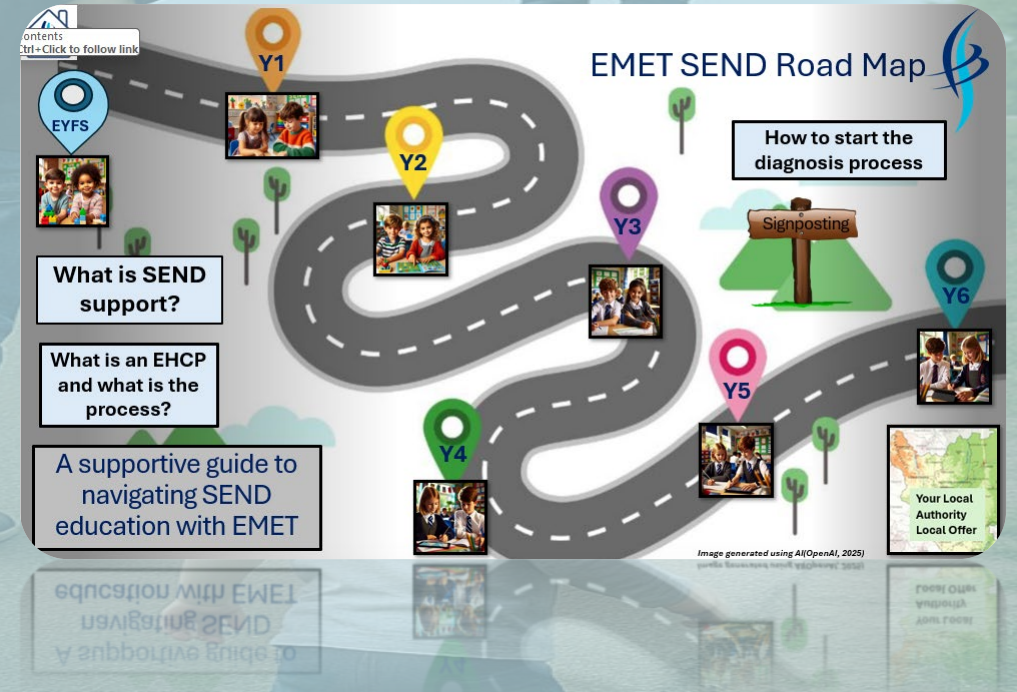 ontents
Ctrl+Click to follow link
Y1
EMET SEND Road Map
EYFS
Y2
How to start the
diagnosis process
Y3
Signposting
What is SEND
support?
Y6
What is an EHCP
and what is the
process?
Y5
Y4
A supportive guide to
navigating SEND
education with EMET
Your Local
Authority
Local Offer
Image generated using AI(OpenAI, 2025)